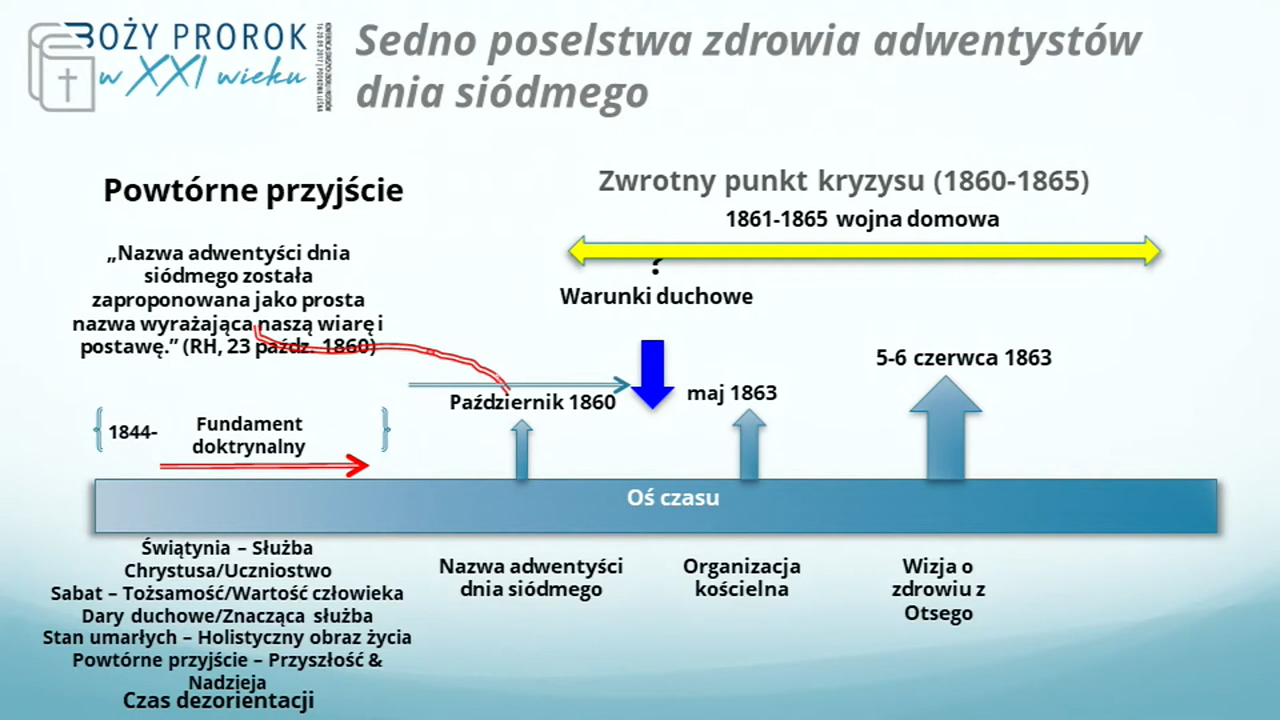 BOŻY PROROK
w XXI wieku
Sedno poselstwa zdrowia adwentystów
dnia siódmego
Powtórne przyjście
Zwrotny punkt kryzysu (1860-1865)
1861-1865 wojna domowa
?
Warunki duchowe
„Nazwa adwentyści dnia
siódmego została
zaproponowana jako prosta
nazwa wyrażająca naszą wiarę i
postawę.” (RH, 23 paźdz. 1860)
5-6 czerwca 1863
maj 1863
Październik 1860
1844-
Fundament
doktrynalny
Oś czasu
Świątynia – Służba
Chrystusa/Uczniostwo
Sabat – Tożsamość/Wartość człowieka
Dary duchowe/Znacząca służba
Stan umarłych – Holistyczny obraz życia
Powtórne przyjście – Przyszłość &
Nadzieja
Czas dezorientacji
Nazwa adwentyści
dnia siódmego
Organizacja
kościelna
Wizja o
zdrowiu z
Otsego